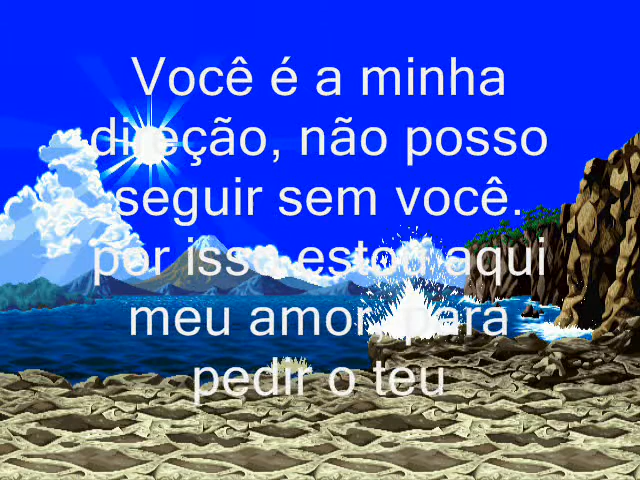 Você é a minha
direção, não posso
seguir sem você.
por isso estou aqui
meu amor, para
pedir o teu